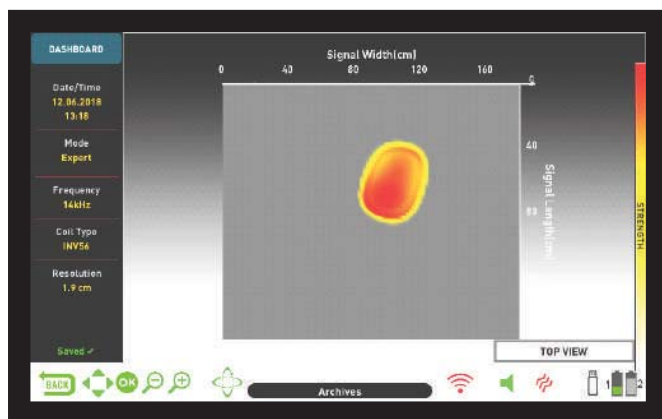 DASHBOARD
Date/Time
12.06.2018
13:18
Mode
Expert
Frequency
14kHz
Coil Type
INV56
Resolution
1.9 cm
Saved ✓
Signal Width(cm)
0 40 80 120 160
0
40
80
Signal Length(cm)
STRENGTH
TOP VIEW
BACK
OK
Archives
1
2